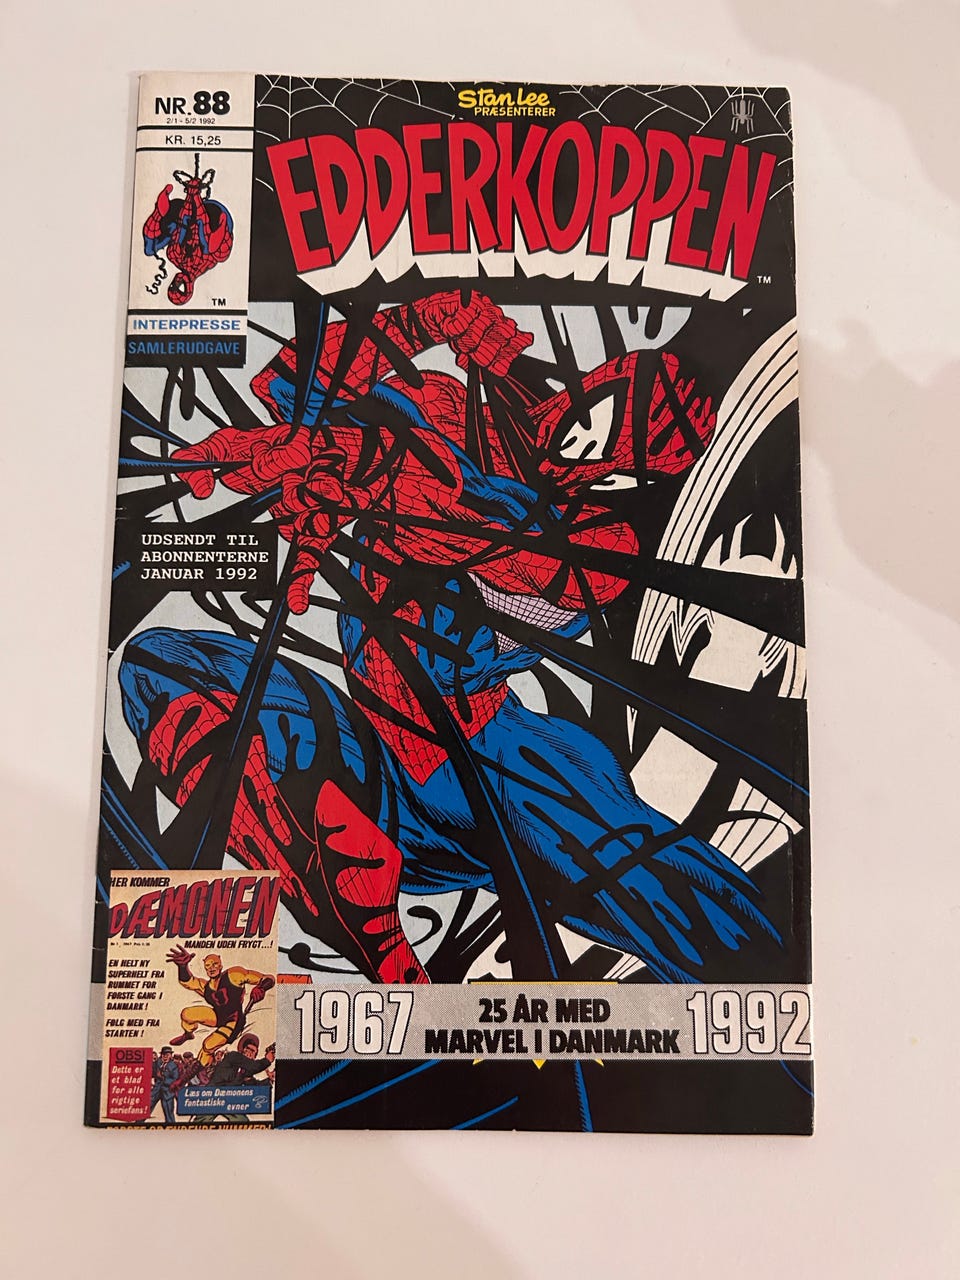 NR. 88
2/1 - 5/2 1992
KR. 15,25
TM
INTERPRESSE
SAMLERUDGAVE
Stan Lee
PRÆSENTERER
EDDERKOPPEN
TM
UDSENDT TIL
ABONNENTERNE
JANUAR 1992
HER KOMMER
DÆMONEN
MANDEN UDEN FRYGT...!
EN HELT NY
SUPERHELT FRA
RUMMET FOR
FØRSTE GANG I
DANMARK!
FØLG MED FRA
STARTEN!
OBS!
Dette er
et blad
for alle
rigtige
seriefans!
Læs om Dæmonens
fantastiske evner
1967
25 ÅR MED
MARVEL I DANMARK
1992